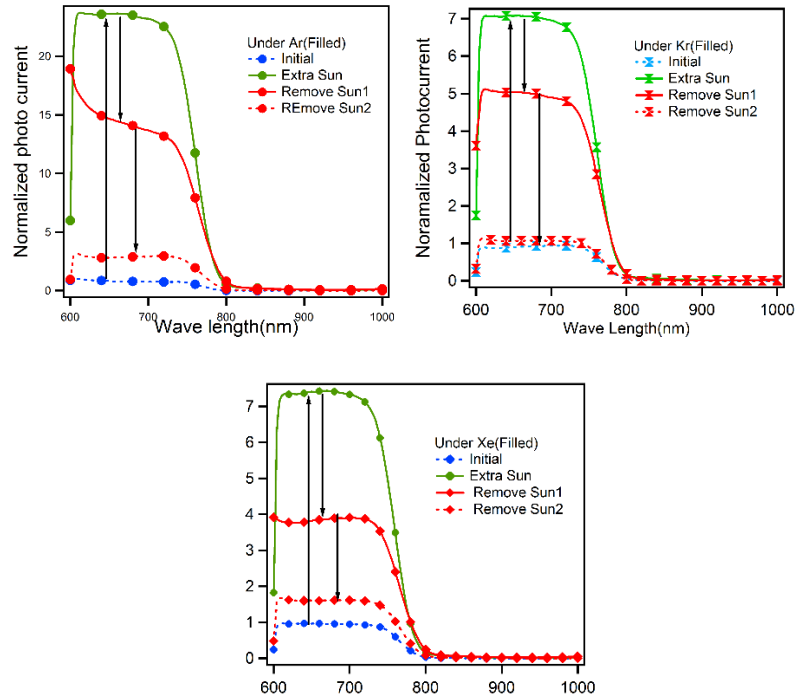 Normalized photo current
20
15
10
5
0
600
700
800
900
1000
Wave length(nm)
Under Ar(Filled)
Initial
Extra Sun
Remove Sun1
REmove Sun2
Noramalized Photocurrent
7
6
5
4
3
2
1
0
600
700
800
900
1000
Wave Length(nm)
Under Kr(Filled)
Initial
Extra Sun
Remove Sun1
Remove Sun2
7
6
5
4
3
2
1
0
600
700
800
900
1000
Under Xe(Filled)
Initial
Extra Sun
Remove Sun1
Remove Sun2